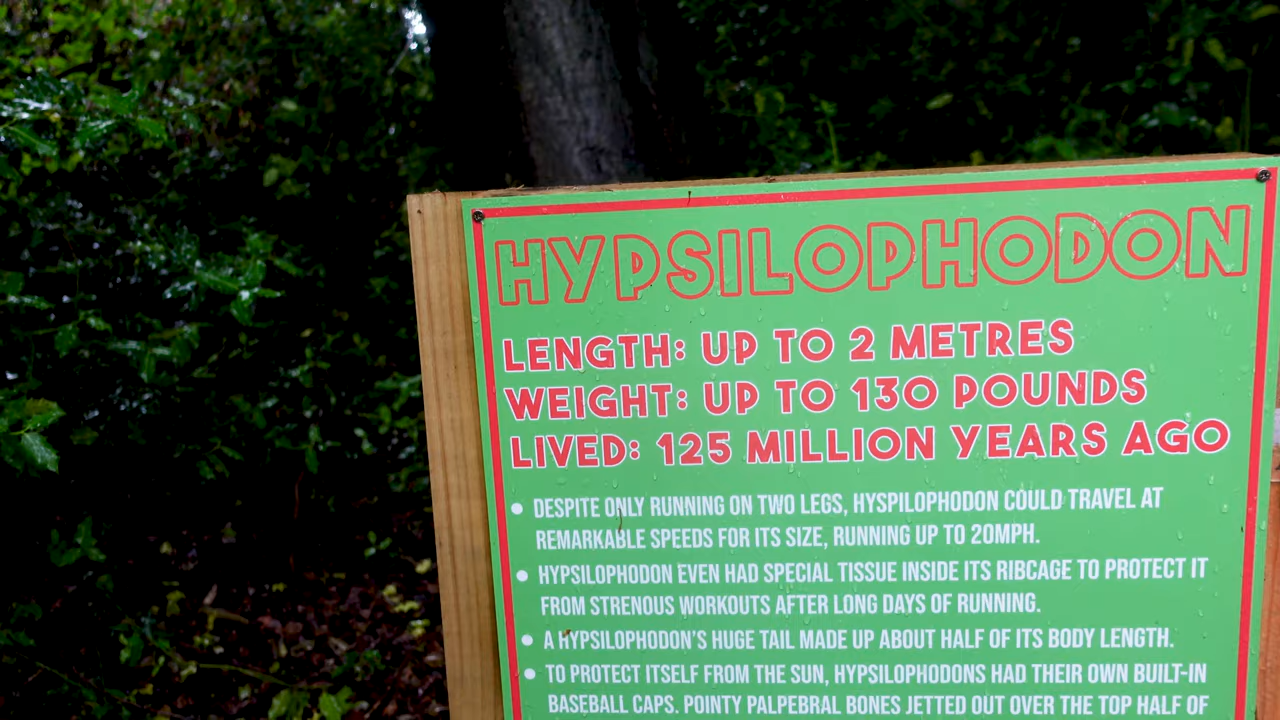 HYPSILOPHODON
LENGTH: UP TO 2 METRES
WEIGHT: UP TO 130 POUNDS
LIVED: 125 MILLION YEARS AGO
• DESPITE ONLY RUNNING ON TWO LEGS, HYSPILOPHODON COULD TRAVEL AT
REMARKABLE SPEEDS FOR ITS SIZE, RUNNING UP TO 20MPH.
• HYPSILOPHODON EVEN HAD SPECIAL TISSUE INSIDE ITS RIBCAGE TO PROTECT IT
FROM STRENOUS WORKOUTS AFTER LONG DAYS OF RUNNING.
• A HYPSILOPHODON'S HUGE TAIL MADE UP ABOUT HALF OF ITS BODY LENGTH.
• TO PROTECT ITSELF FROM THE SUN, HYPSILOPHODONS HAD THEIR OWN BUILT-IN
BASEBALL CAPS. POINTY PALPEBRAL BONES JETTED OUT OVER THE TOP HALF OF